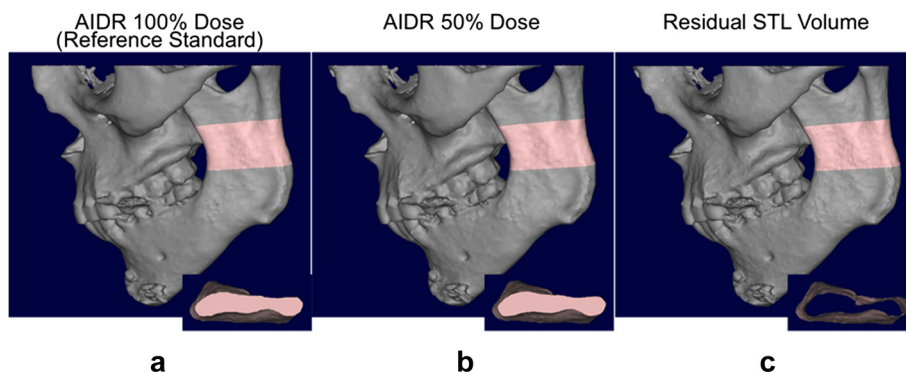 AIDR 100% Dose
(Reference Standard)
AIDR 50% Dose
Residual STL Volume
a
b
c